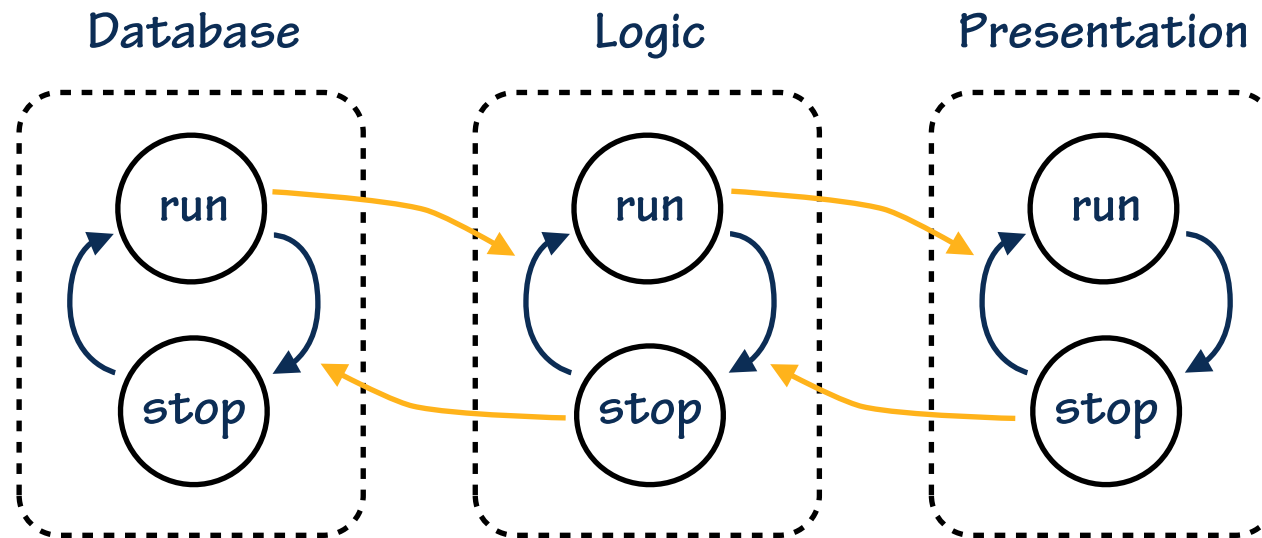 Database
Logic
Presentation
run
run
run
stop
stop
stop